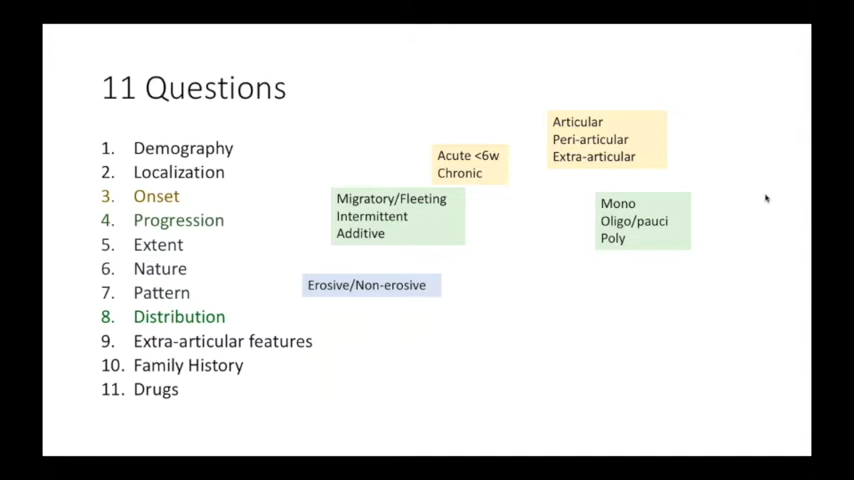 11 Questions
1. Demography
2. Localization
3. Onset
4. Progression
5. Extent
6. Nature
7. Pattern
8. Distribution
9. Extra-articular features
10. Family History
11. Drugs
Articular
Peri-articular
Extra-articular
Acute <6w
Chronic
Migratory/Fleeting
Intermittent
Additive
Mono
Oligo/pauci
Poly
Erosive/Non-erosive